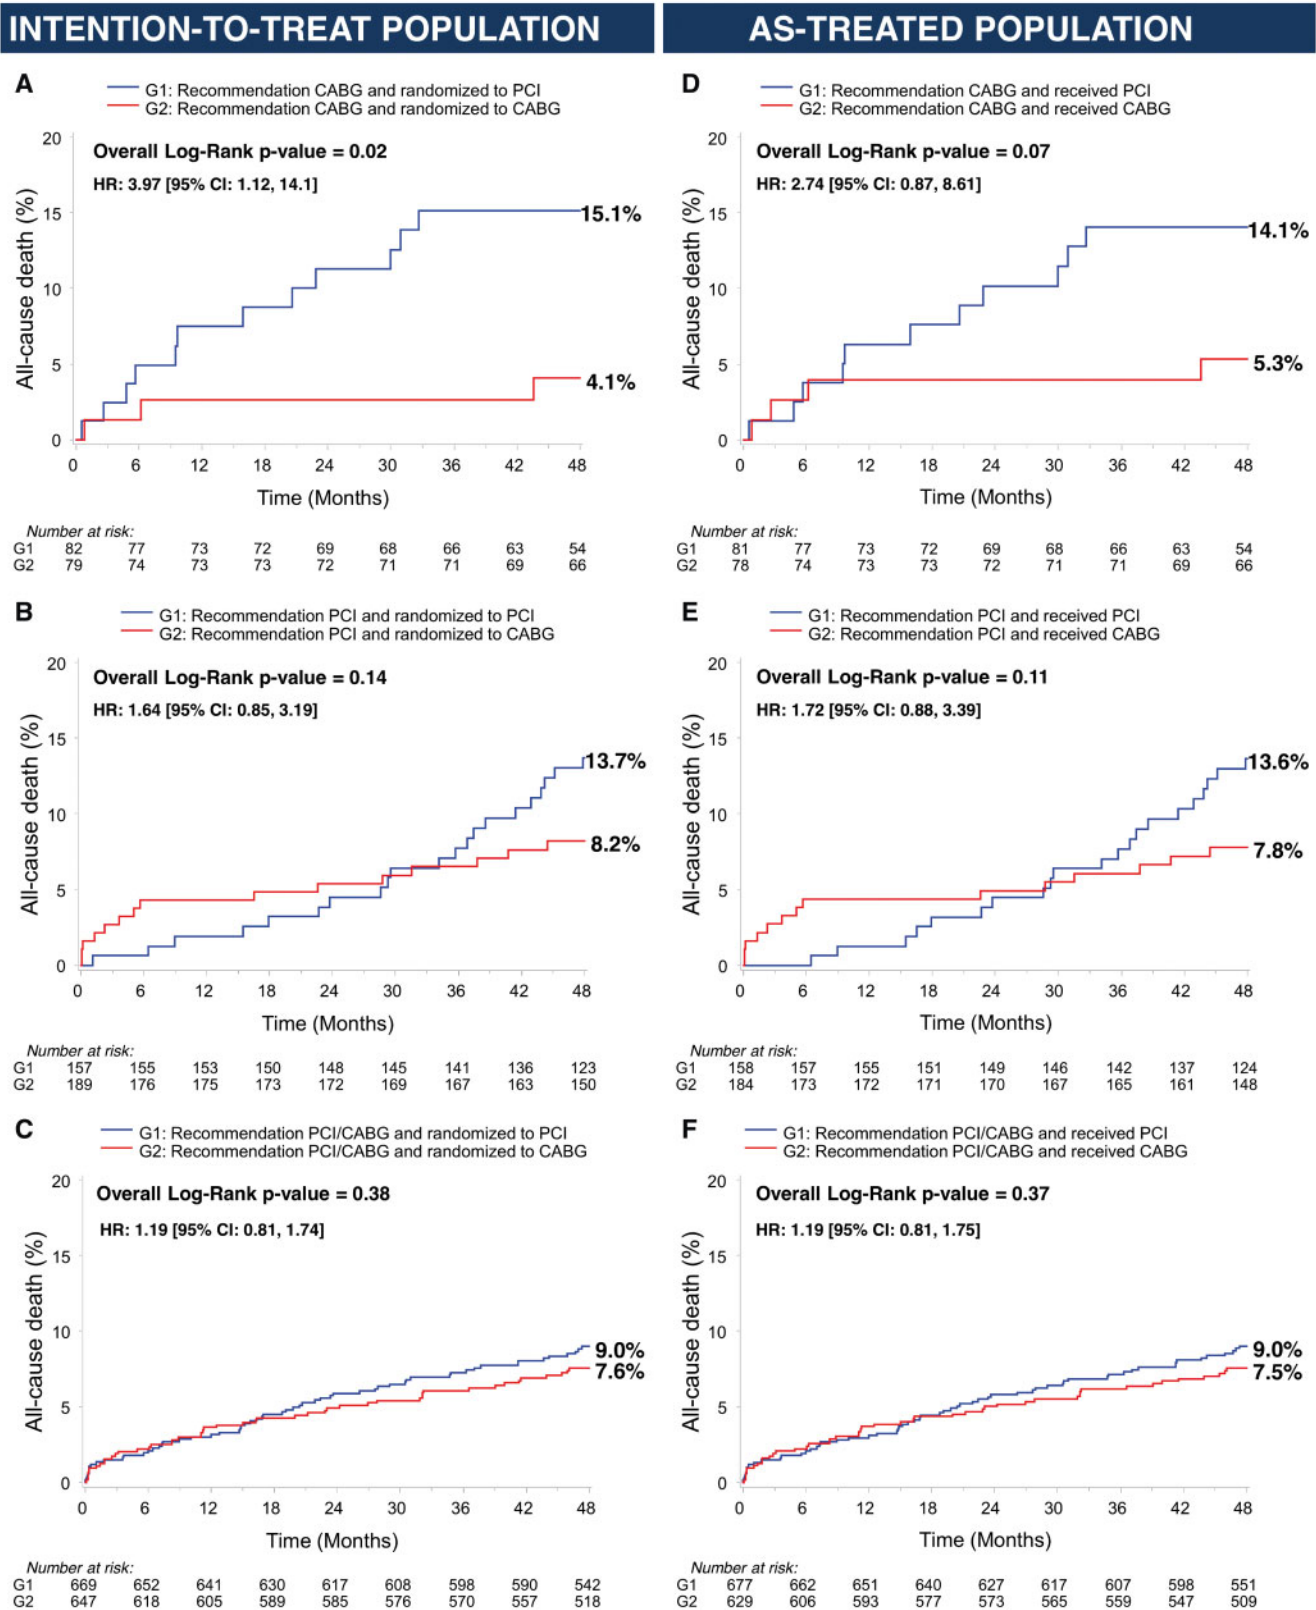 INTENTION-TO-TREAT POPULATION
AS-TREATED POPULATION
A
G1: Recommendation CABG and randomized to PCI
G2: Recommendation CABG and randomized to CABG
Overall Log-Rank p-value = 0.02
HR: 3.97 [95% CI: 1.12, 14.1]
All-cause death (%)
20
15
10
5
0
15.1%
4.1%
0 6 12 18 24 30 36 42 48
Time (Months)
Number at risk:
G1 82 77 73 72 69 68 66 63 54
G2 79 74 73 73 72 71 71 69 66
D
G1: Recommendation CABG and received PCI
G2: Recommendation CABG and received CABG
Overall Log-Rank p-value = 0.07
HR: 2.74 [95% CI: 0.87, 8.61]
All-cause death (%)
20
15
10
5
0
14.1%
5.3%
0 6 12 18 24 30 36 42 48
Time (Months)
Number at risk:
G1 81 77 73 72 69 68 66 63 54
G2 78 74 73 73 72 71 71 69 66
B
G1: Recommendation PCI and randomized to PCI
G2: Recommendation PCI and randomized to CABG
Overall Log-Rank p-value = 0.14
HR: 1.64 [95% CI: 0.85, 3.19]
All-cause death (%)
20
15
10
5
0
13.7%
8.2%
0 6 12 18 24 30 36 42 48
Time (Months)
Number at risk:
G1 157 155 153 150 148 145 141 136 123
G2 189 176 175 173 172 169 167 163 150
E
G1: Recommendation PCI and received PCI
G2: Recommendation PCI and received CABG
Overall Log-Rank p-value = 0.11
HR: 1.72 [95% CI: 0.88, 3.39]
All-cause death (%)
20
15
10
5
0
13.6%
7.8%
0 6 12 18 24 30 36 42 48
Time (Months)
Number at risk:
G1 158 157 155 151 149 146 142 137 124
G2 184 173 172 171 170 167 165 161 148
C
G1: Recommendation PCI/CABG and randomized to PCI
G2: Recommendation PCI/CABG and randomized to CABG
Overall Log-Rank p-value = 0.38
HR: 1.19 [95% CI: 0.81, 1.74]
All-cause death (%)
20
15
10
5
0
9.0%
7.6%
0 6 12 18 24 30 36 42 48
Time (Months)
Number at risk:
G1 669 652 641 630 617 608 598 590 542
G2 647 618 605 589 585 576 570 557 518
F
G1: Recommendation PCI/CABG and received PCI
G2: Recommendation PCI/CABG and received CABG
Overall Log-Rank p-value = 0.37
HR: 1.19 [95% CI: 0.81, 1.75]
All-cause death (%)
20
15
10
5
0
9.0%
7.5%
0 6 12 18 24 30 36 42 48
Time (Months)
Number at risk:
G1 677 662 651 640 627 617 607 598 551
G2 629 606 593 577 573 565 559 547 509